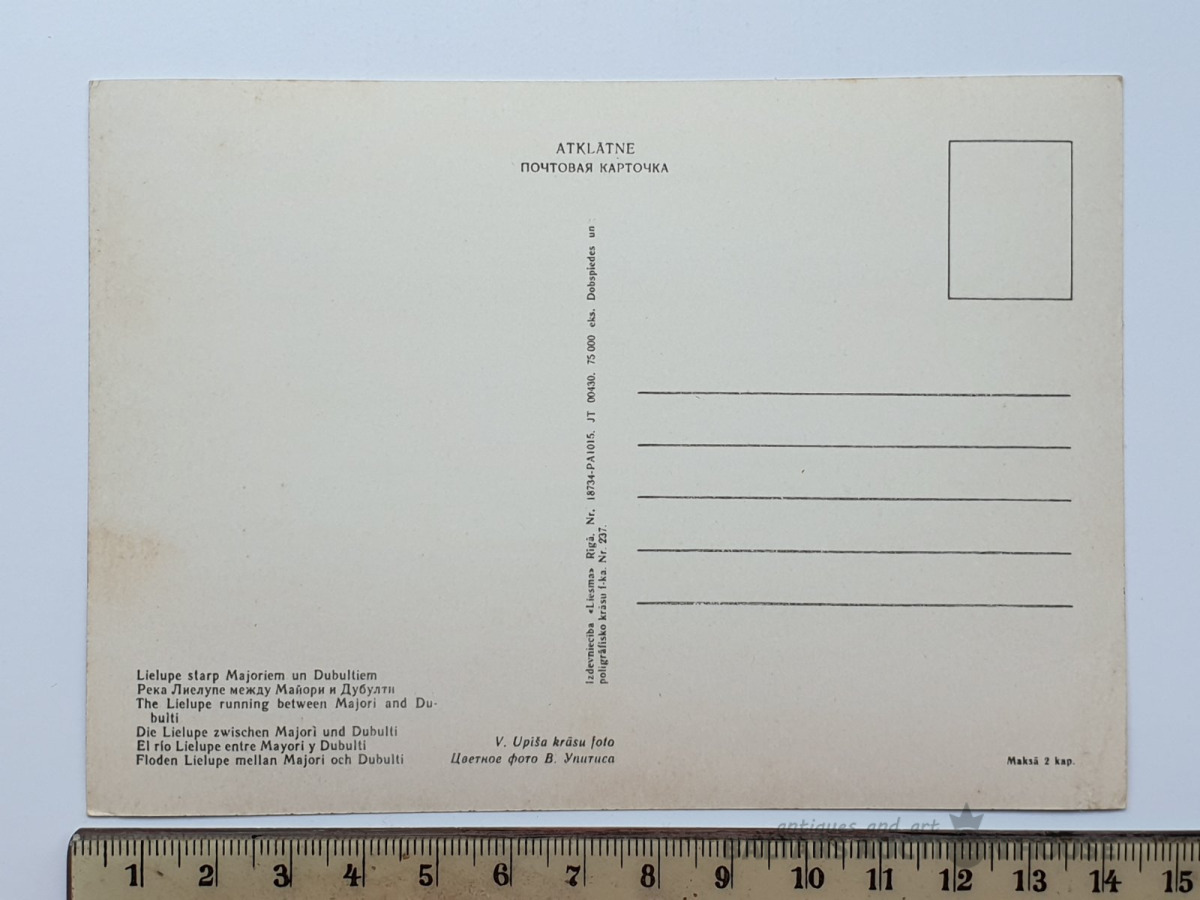 ATKLĀTNE
ПОЧТОВАЯ КАРТОЧКА
Izdevniecība «Liesma» Rīgā. Nr. 18734-PA1015. JT 00430. 75 000 eks. Dobspiedes un
poligrāfisko krāsu f-ka. Nr. 237.
Lielupe starp Majoriem un Dubultiem
Река Лиелупе между Майори и Дубулти
The Lielupe running between Majori and Du-
bulti
Die Lielupe zwischen Majori und Dubulti
El río Lielupe entre Mayori y Dubulti
Floden Lielupe mellan Majori och Dubulti
V. Upīša krāsu foto
Цветное фото В. Упитиса
Maksā 2 kap.
antiques and art
1 2 3 4 5 6 7 8 9 10 11 12 13 14 15